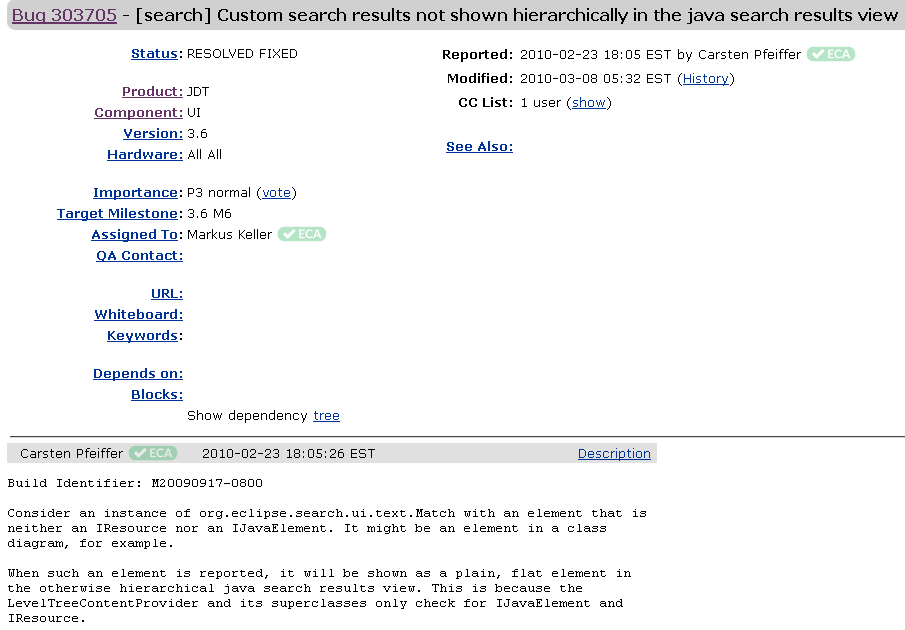 Bug 303705 - [search] Custom search results not shown hierarchically in the java search results view
Status: RESOLVED FIXED
Product: JDT
Component: UI
Version: 3.6
Hardware: All All
Importance: P3 normal (vote)
Target Milestone: 3.6 M6
Assigned To: Markus Keller ECA
QA Contact:
URL:
Whiteboard:
Keywords:
Depends on:
Blocks:
Show dependency tree
Reported: 2010-02-23 18:05 EST by Carsten Pfeiffer ECA
Modified: 2010-03-08 05:32 EST (History)
CC List: 1 user (show)
See Also:
Carsten Pfeiffer ECA 2010-02-23 18:05:26 EST Description
Build Identifier: M20090917-0800
Consider an instance of org.eclipse.search.ui.text.Match with an element that is
neither an IResource nor an IJavaElement. It might be an element in a class
diagram, for example.
When such an element is reported, it will be shown as a plain, flat element in
the otherwise hierarchical java search results view. This is because the
LevelTreeContentProvider and its superclasses only check for IJavaElement and
IResource.